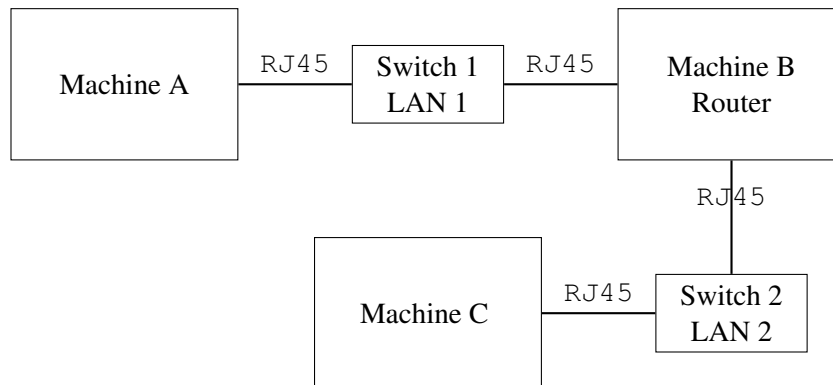 Machine A
RJ45
Switch 1
LAN 1
RJ45
Machine B
Router
RJ45
Machine C
RJ45
Switch 2
LAN 2